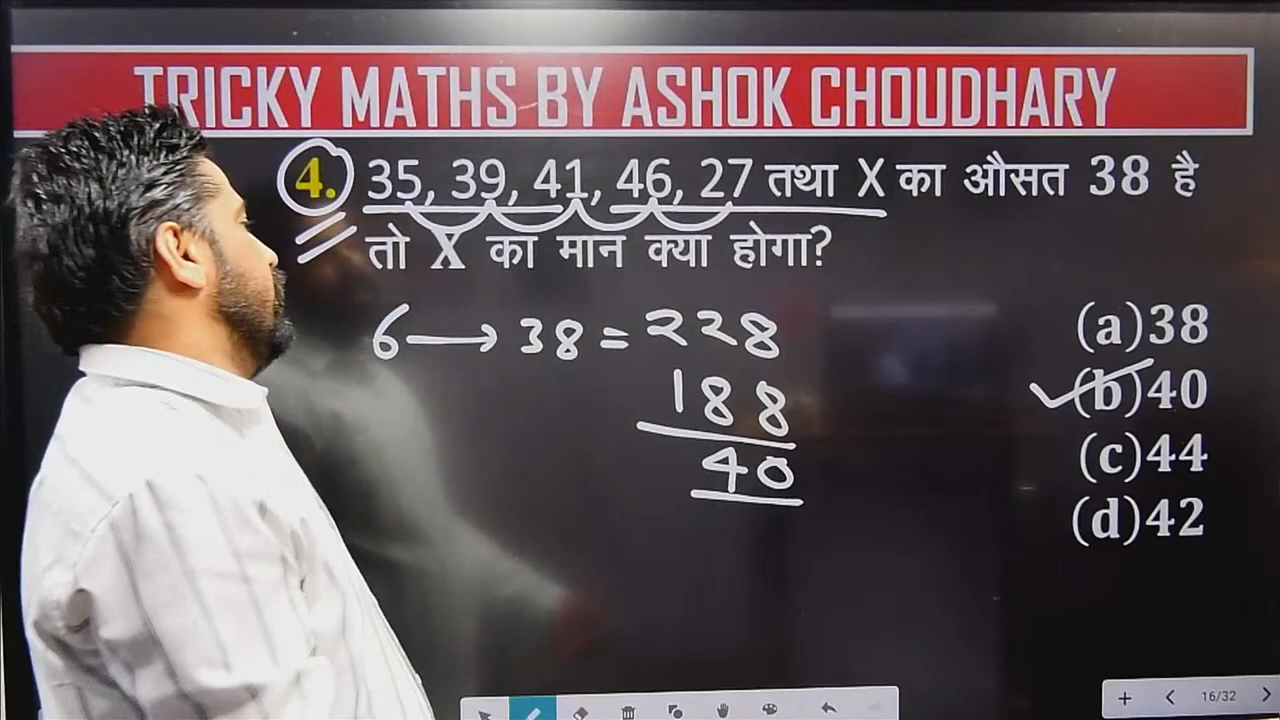 TRICKY MATHS BY ASHOK CHOUDHARY
4. 35, 39, 41, 46, 27 तथा X का औसत 38 है
तो X का मान क्या होगा?
6 → 38 = 228
188
40
(a) 38
(b) 40
(c) 44
(d) 42
16/32